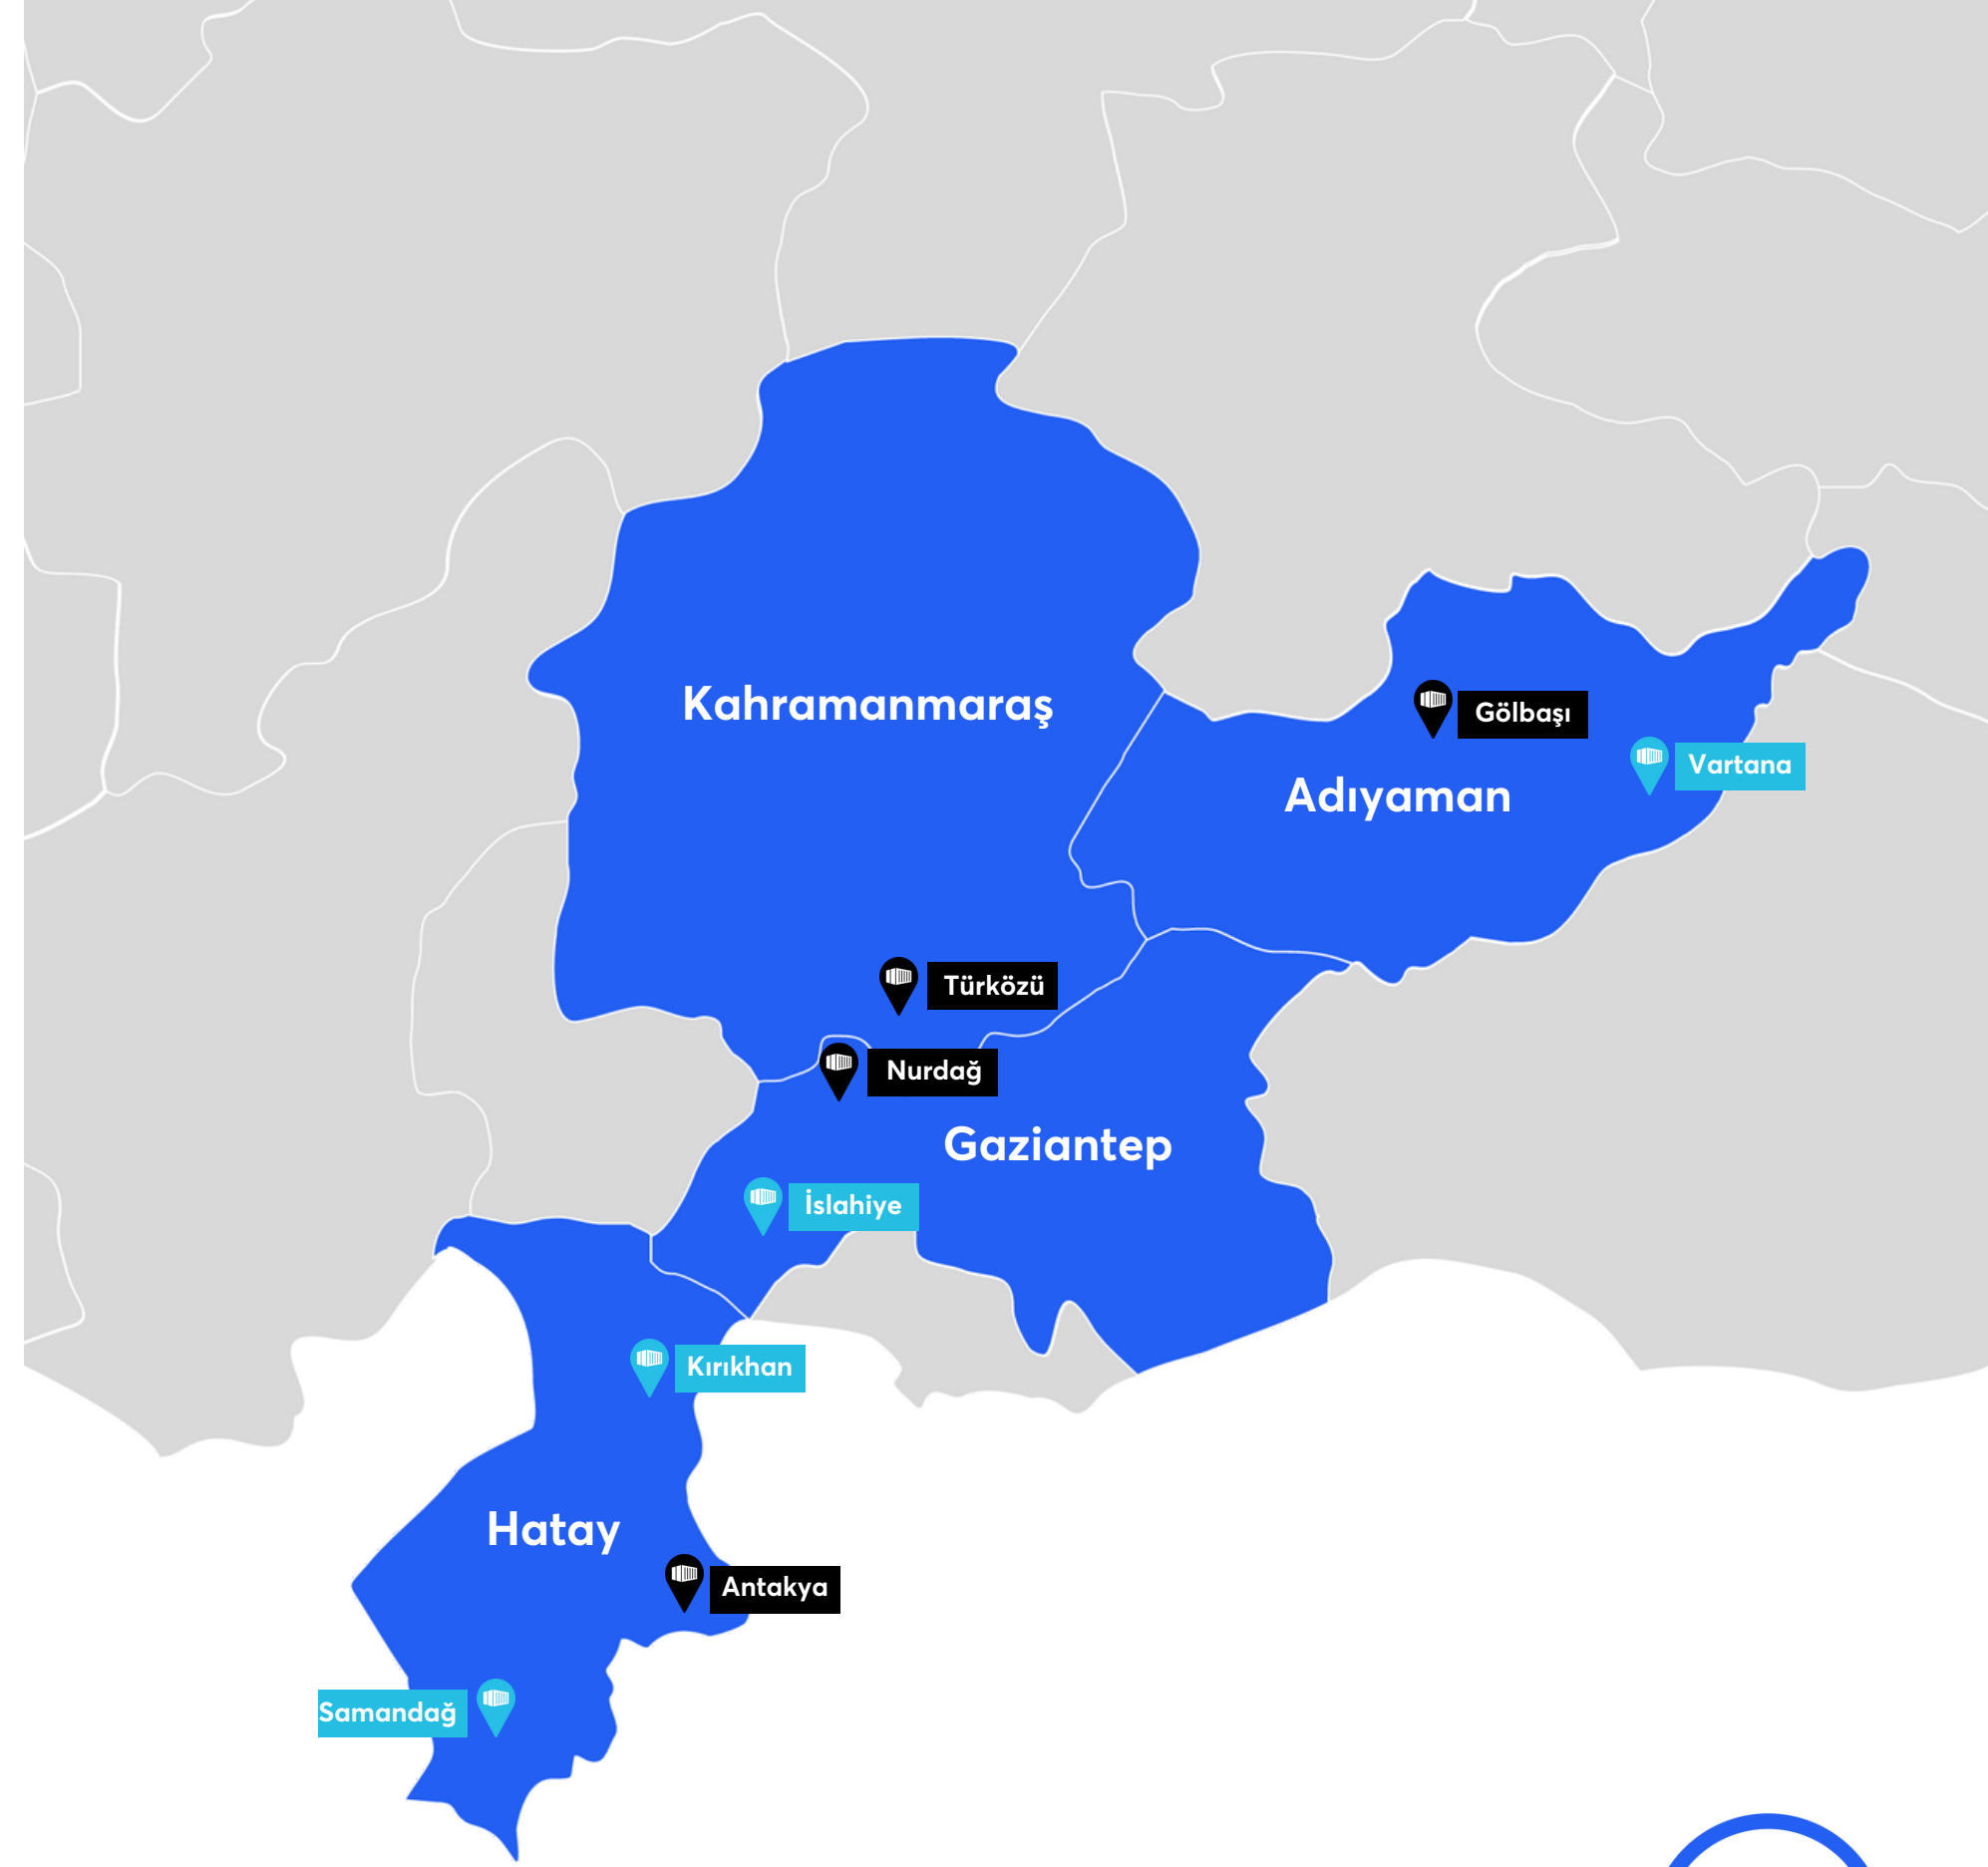 Kahramanmaraş
Gölbaşı
Vartana
Adıyaman
Türközü
Nurdağ
Gaziantep
İslahiye
Kırıkhan
Hatay
Antakya
Samandağ